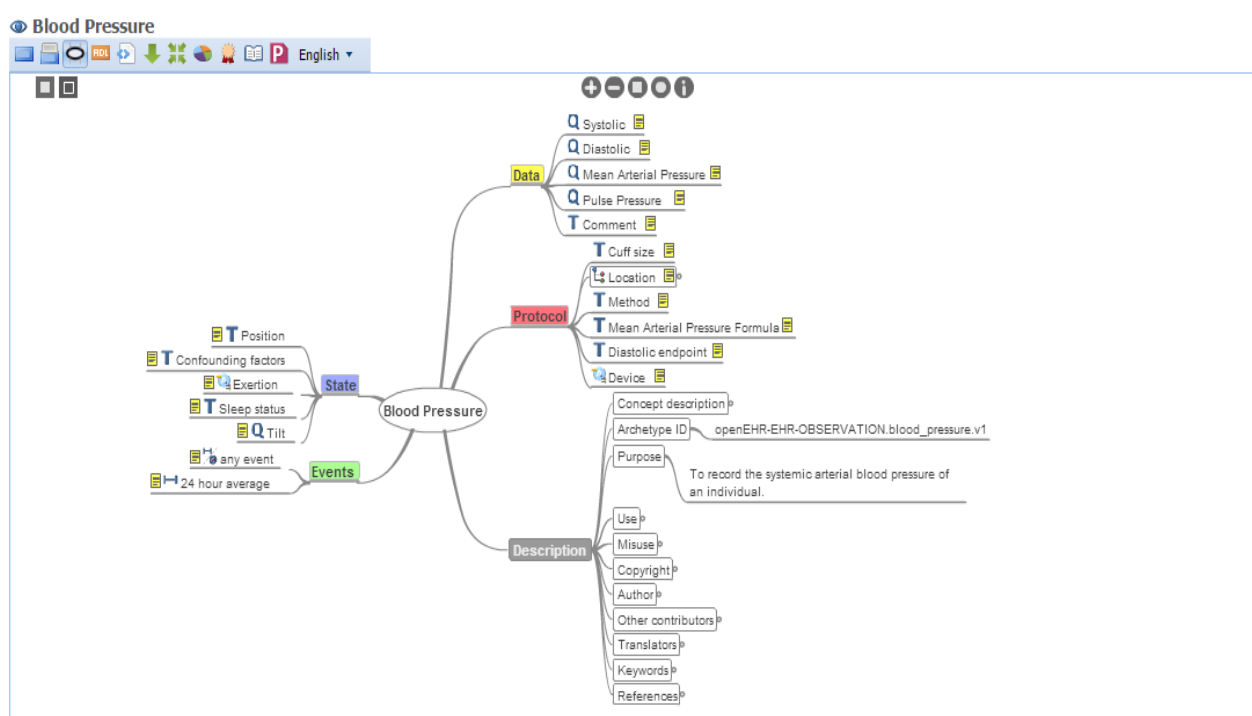 Blood Pressure
ADL
P
English
Q Systolic
Q Diastolic
Data
Q Mean Arterial Pressure
Q Pulse Pressure
T Comment
T Cuff size
Location
T Method
Protocol
T Mean Arterial Pressure Formula
T Diastolic endpoint
Device
T Position
T Confounding factors
Exertion
State
T Sleep status
Q Tilt
Blood Pressure
any event
Events
24 hour average
Description
Concept description
Archetype ID
openEHR-EHR-OBSERVATION.blood_pressure.v1
Purpose
To record the systemic arterial blood pressure of
an individual.
Use
Misuse
Copyright
Author
Other contributors
Translators
Keywords
References